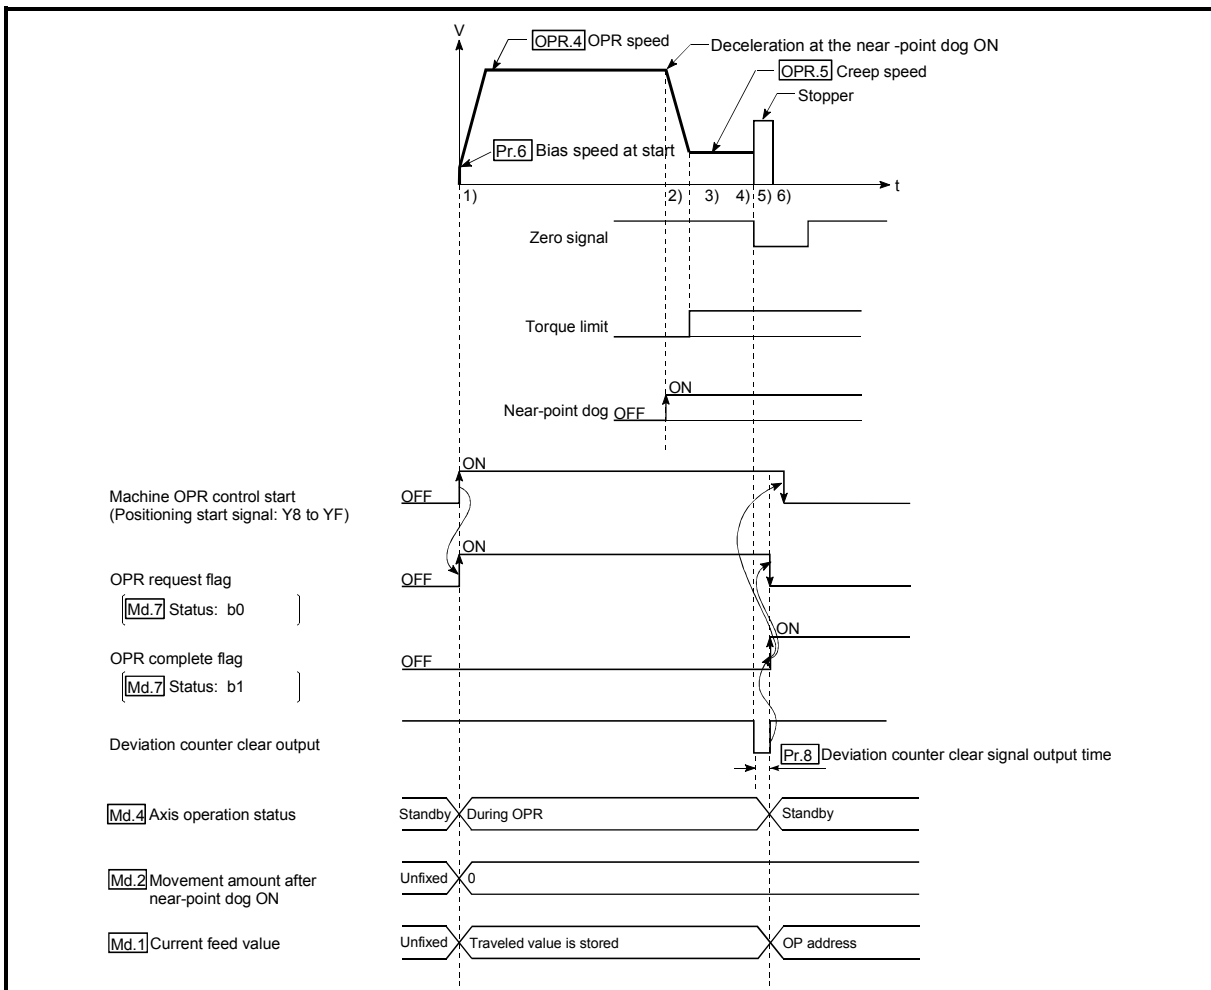 V
OPR.4 OPR speed
Deceleration at the near -point dog ON
OPR.5 Creep speed
Stopper
Pr.6 Bias speed at start
t
1) 2) 3) 4) 5) 6)
Zero signal
Torque limit
ON
Near-point dog OFF
ON
Machine OPR control start
(Positioning start signal: Y8 to YF)
OFF
ON
OPR request flag
OFF
Md.7 Status: b0
ON
OPR complete flag
OFF
Md.7 Status: b1
Deviation counter clear output
Pr.8 Deviation counter clear signal output time
Md.4 Axis operation status
Standby During OPR Standby
Md.2 Movement amount after
near-point dog ON
Unfixed 0
Md.1 Current feed value
Unfixed Traveled value is stored OP address